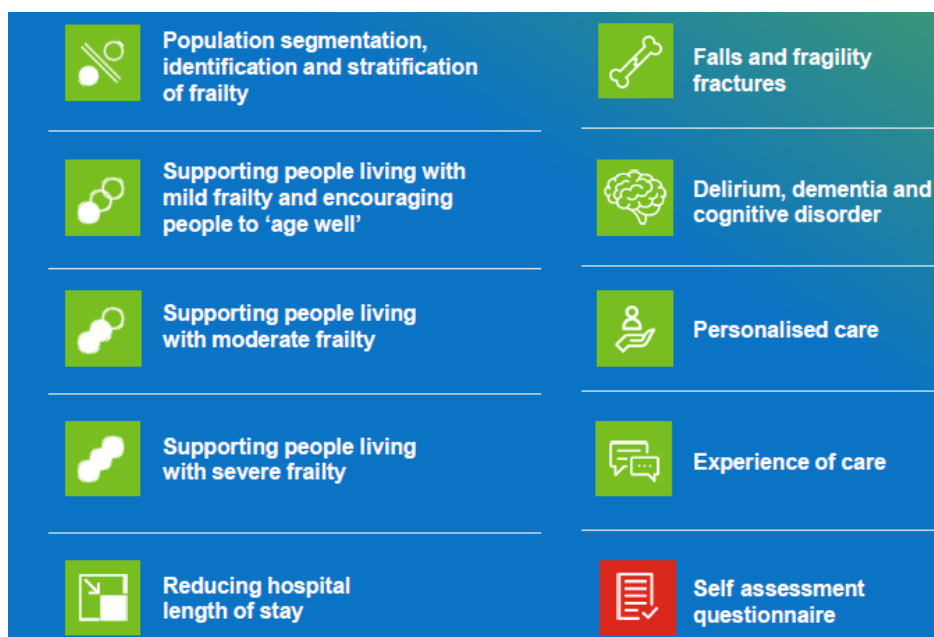 Population segmentation,
identification and stratification
of frailty
Supporting people living with
mild frailty and encouraging
people to ‘age well’
Supporting people living
with moderate frailty
Supporting people living
with severe frailty
Reducing hospital
length of stay
Falls and fragility
fractures
Delirium, dementia and
cognitive disorder
Personalised care
Experience of care
Self assessment
questionnaire